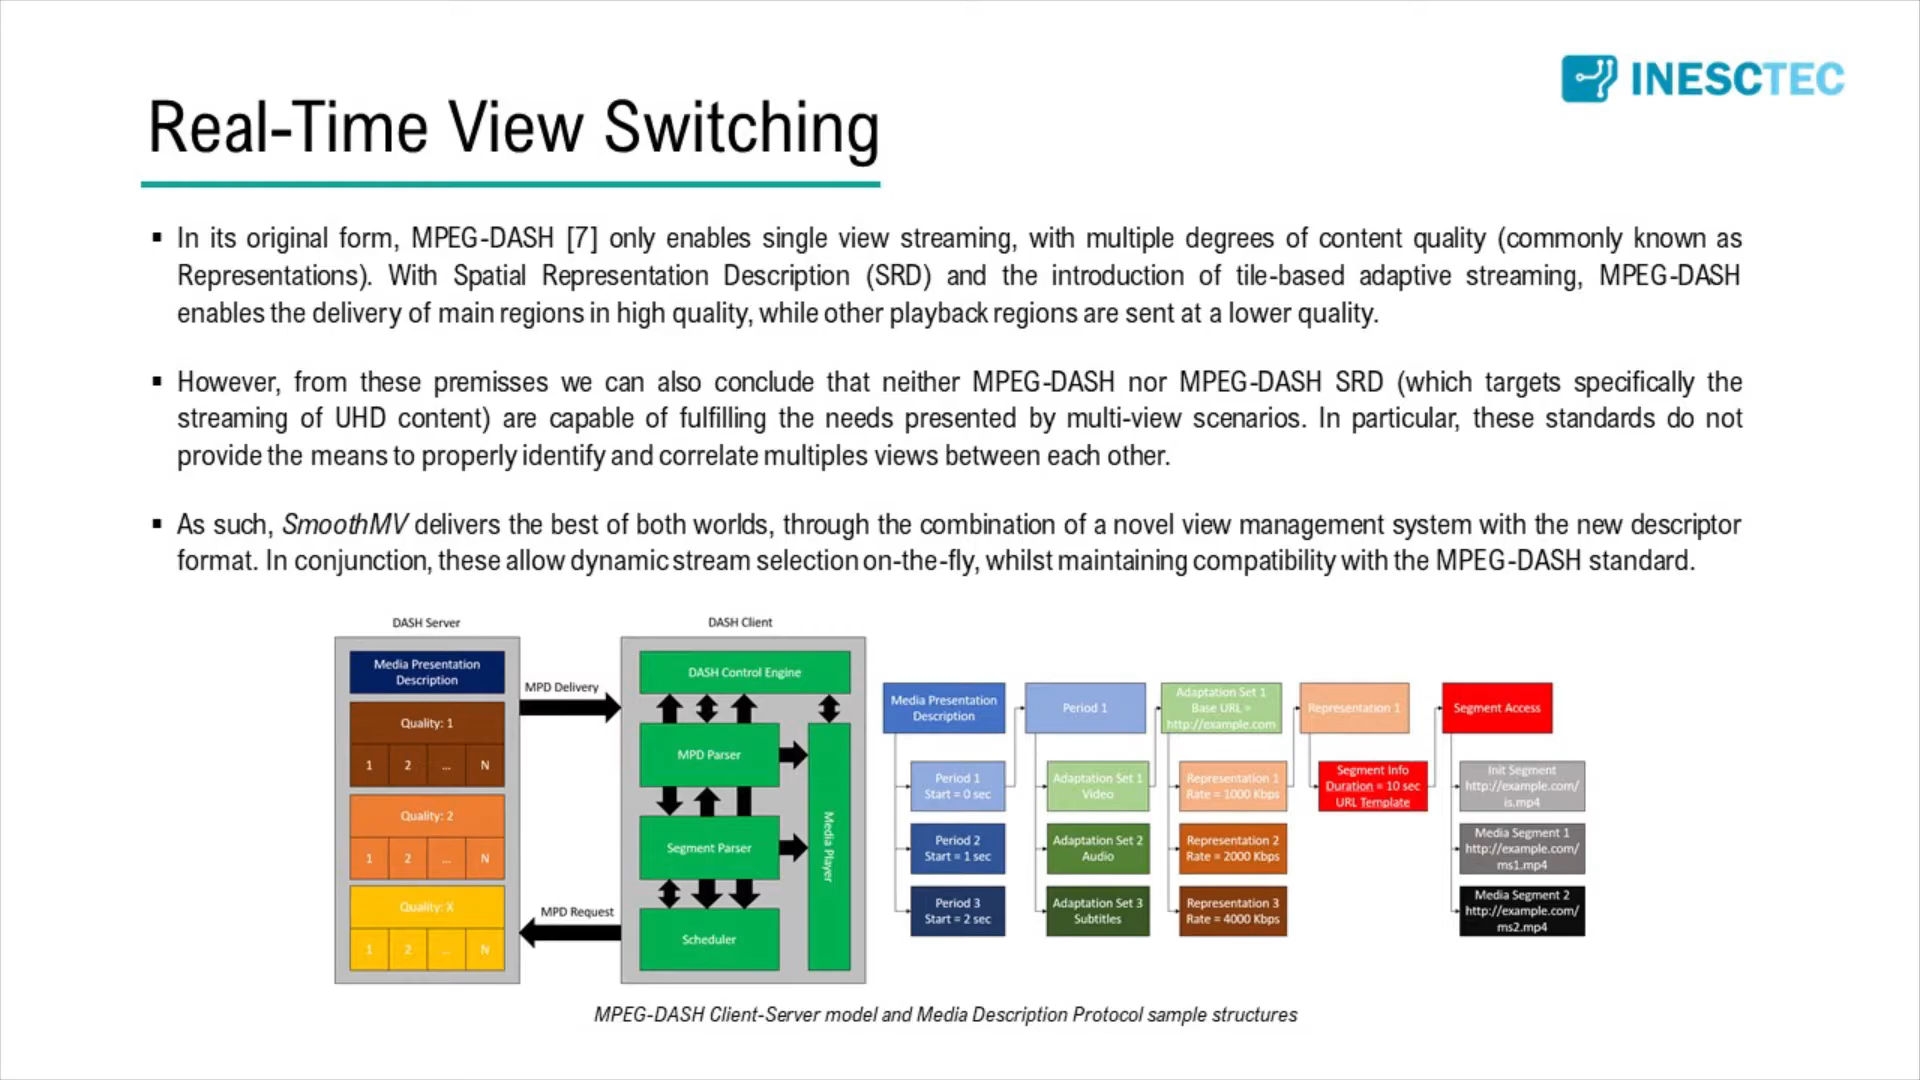 INESCTEC
Real-Time View Switching
▪ In its original form, MPEG-DASH [7] only enables single view streaming, with multiple degrees of content quality (commonly known as
Representations). With Spatial Representation Description (SRD) and the introduction of tile-based adaptive streaming, MPEG-DASH
enables the delivery of main regions in high quality, while other playback regions are sent at a lower quality.
▪ However, from these premisses we can also conclude that neither MPEG-DASH nor MPEG-DASH SRD (which targets specifically the
streaming of UHD content) are capable of fulfilling the needs presented by multi-view scenarios. In particular, these standards do not
provide the means to properly identify and correlate multiples views between each other.
▪ As such, SmoothMV delivers the best of both worlds, through the combination of a novel view management system with the new descriptor
format. In conjunction, these allow dynamic stream selection on-the-fly, whilst maintaining compatibility with the MPEG-DASH standard.
DASH Server
Media Presentation
Description
Quality: 1
1 2 ... N
Quality: 2
1 2 ... N
Quality: X
1 2 ... N
MPD Delivery
MPD Request
DASH Client
DASH Control Engine
MPD Parser
Segment Parser
Scheduler
Media Player
Media Presentation
Description
Period 1
Start = 0 sec
Period 2
Start = 1 sec
Period 3
Start = 2 sec
Period 1
Adaptation Set 1
Video
Adaptation Set 2
Audio
Adaptation Set 3
Subtitles
Adaptation Set 1
Base URL =
http://example.com
Representation 1
Rate = 1000 Kbps
Representation 2
Rate = 2000 Kbps
Representation 3
Rate = 4000 Kbps
Representation 1
Segment Info
Duration = 10 sec
URL Template
Segment Access
Init Segment
http://example.com/
is.mp4
Media Segment 1
http://example.com/
ms1.mp4
Media Segment 2
http://example.com/
ms2.mp4
MPEG-DASH Client-Server model and Media Description Protocol sample structures